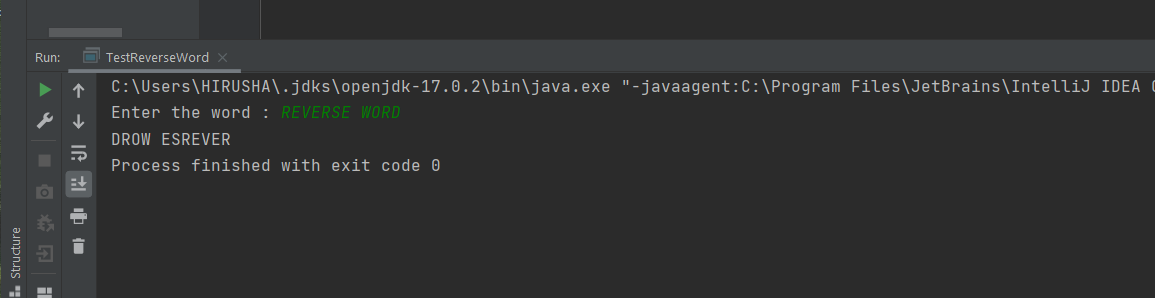 Run: TestReverseWord
C:\Users\HIRUSHA\.jdks\openjdk-17.0.2\bin\java.exe "-javaagent:C:\Program Files\JetBrains\IntelliJ IDEA
Enter the word : REVERSE WORD
DROW ESREVER
Process finished with exit code 0
Structure